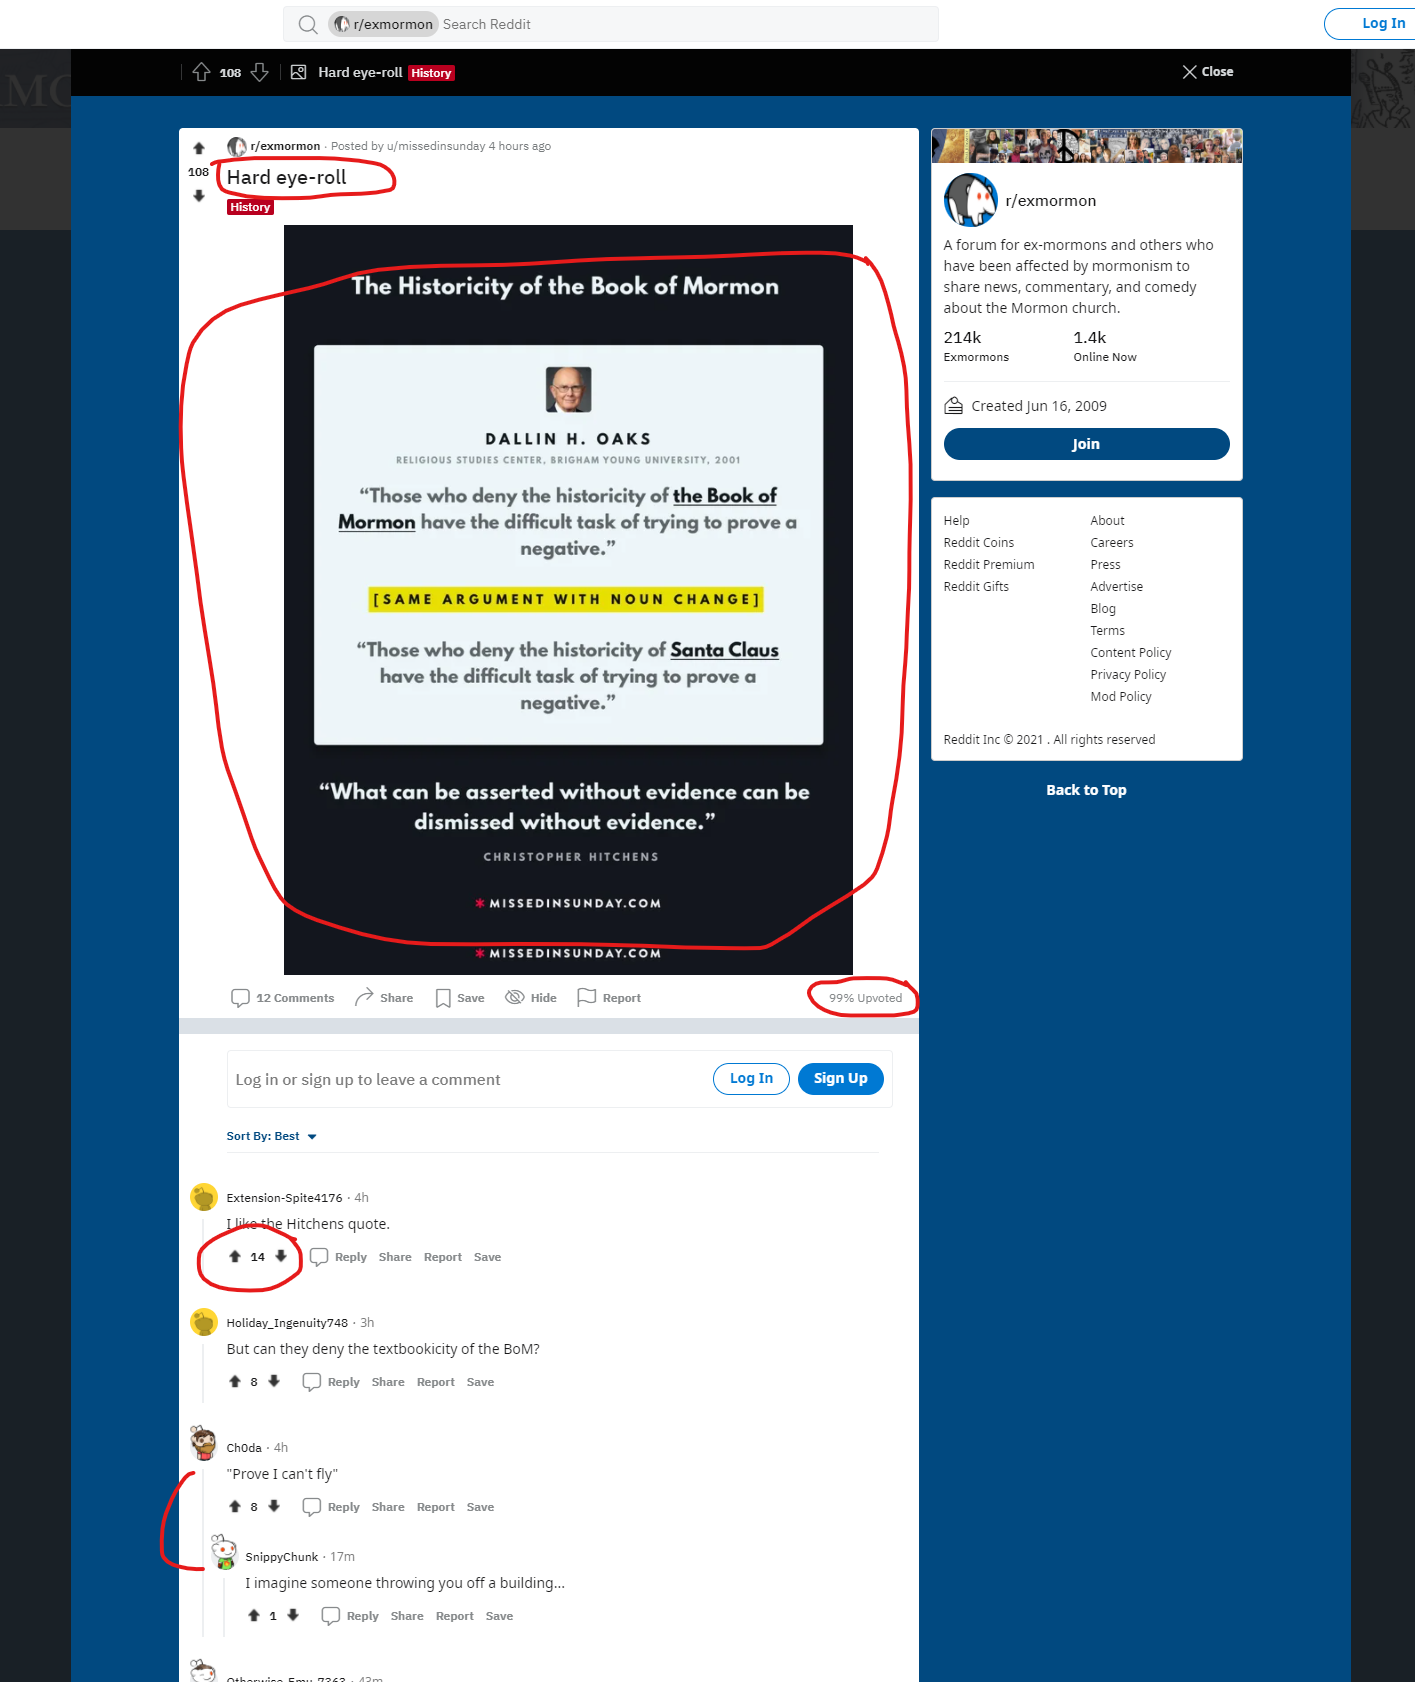 r/exmormon Search Reddit
Log In
MO
108 Hard eye-roll History
Close
r/exmormon · Posted by u/missedinsunday 4 hours ago
108
Hard eye-roll
History
The Historicity of the Book of Mormon
DALLIN H. OAKS
RELIGIOUS STUDIES CENTER, BRIGHAM YOUNG UNIVERSITY, 2001
“Those who deny the historicity of the Book of
Mormon have the difficult task of trying to prove a
negative.”
[SAME ARGUMENT WITH NOUN CHANGE]
“Those who deny the historicity of Santa Claus
have the difficult task of trying to prove a
negative.”
“What can be asserted without evidence can be
dismissed without evidence.”
CHRISTOPHER HITCHENS
* MISSEDINSUNDAY.COM
* MISSEDINSUNDAY.COM
12 Comments Share Save Hide Report 99% Upvoted
Log in or sign up to leave a comment Log In Sign Up
Sort By: Best
Extension-Spite4176 · 4h
I like the Hitchens quote.
14 Reply Share Report Save
Holiday_Ingenuity748 · 3h
But can they deny the textbookicity of the BoM?
8 Reply Share Report Save
Ch0da · 4h
"Prove I can't fly"
8 Reply Share Report Save
SnippyChunk · 17m
I imagine someone throwing you off a building...
1 Reply Share Report Save
Otherwise_Emu_7363 · 43m
r/exmormon
A forum for ex-mormons and others who
have been affected by mormonism to
share news, commentary, and comedy
about the Mormon church.
214k 1.4k
Exmormons Online Now
Created Jun 16, 2009
Join
Help About
Reddit Coins Careers
Reddit Premium Press
Reddit Gifts Advertise
Blog
Terms
Content Policy
Privacy Policy
Mod Policy
Reddit Inc © 2021 . All rights reserved
Back to Top